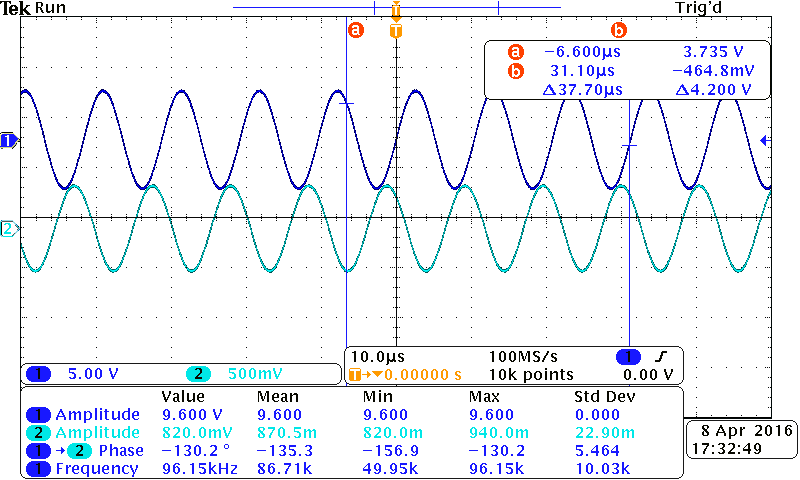 Tek Run Trig'd
T
a T b
a −6.600µs 3.735 V
b 31.10µs −464.8mV
Δ37.70µs Δ4.200 V
1
2
1 5.00 V 2 500mV
10.0µs 100MS/s 1 ʃ
T→▼0.00000 s 10k points 0.00 V
Value Mean Min Max Std Dev
1 Amplitude 9.600 V 9.600 9.600 9.600 0.000
2 Amplitude 820.0mV 870.5m 820.0m 940.0m 22.90m
1 → 2 Phase −130.2 ° −135.3 −156.9 −130.2 5.464
1 Frequency 96.15kHz 86.71k 49.95k 96.15k 10.03k
8 Apr 2016
17:32:49